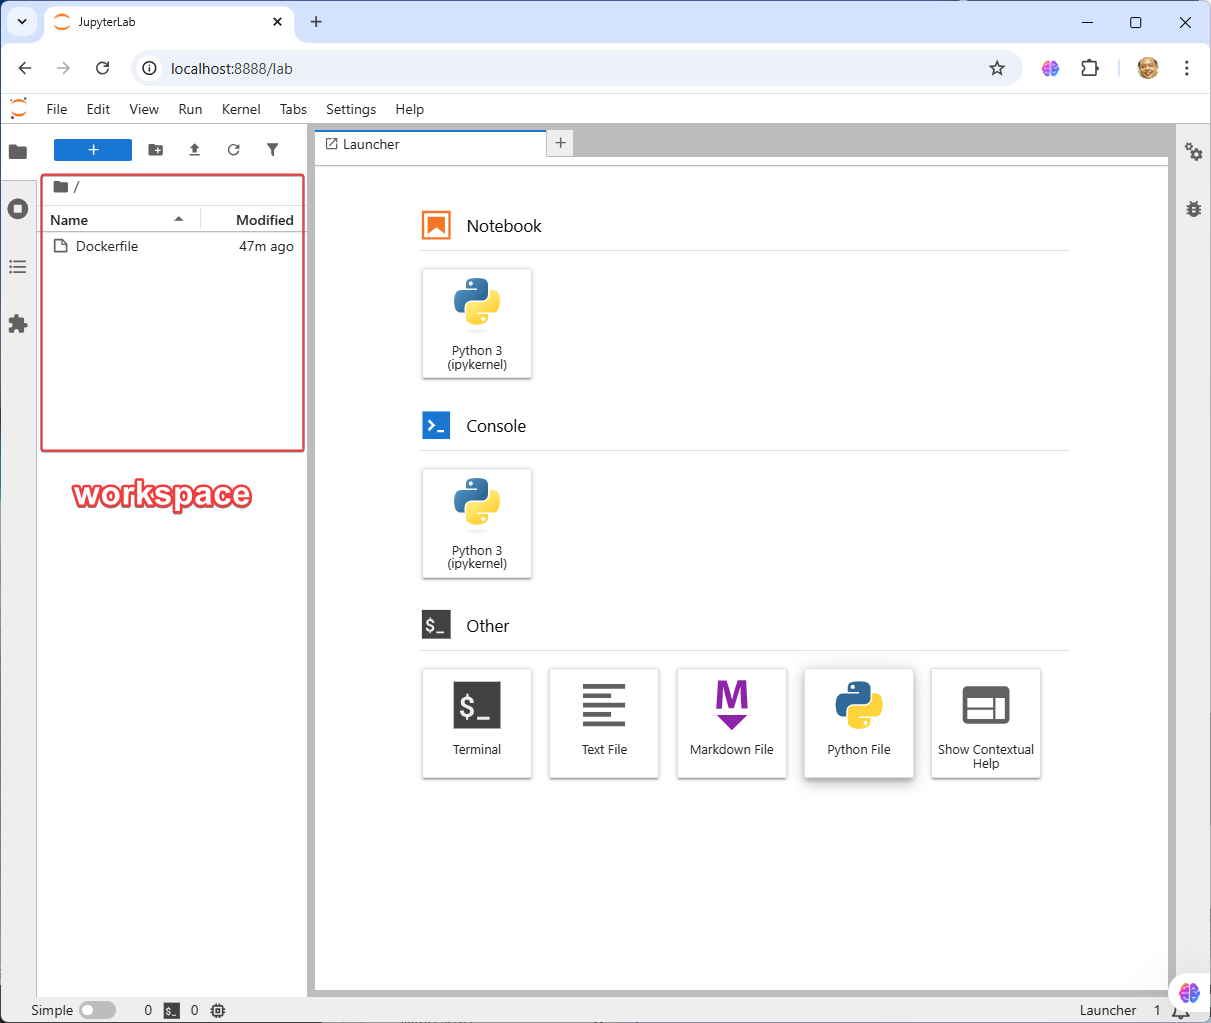 JupyterLab
localhost:8888/lab
File Edit View Run Kernel Tabs Settings Help
Launcher
/
Name Modified
Dockerfile 47m ago
workspace
Notebook
Python 3
(ipykernel)
Console
Python 3
(ipykernel)
$_ Other
$_
Terminal
Text File
M
Markdown File
Python File
Show Contextual
Help
Simple 0 $_ 0 Launcher 1